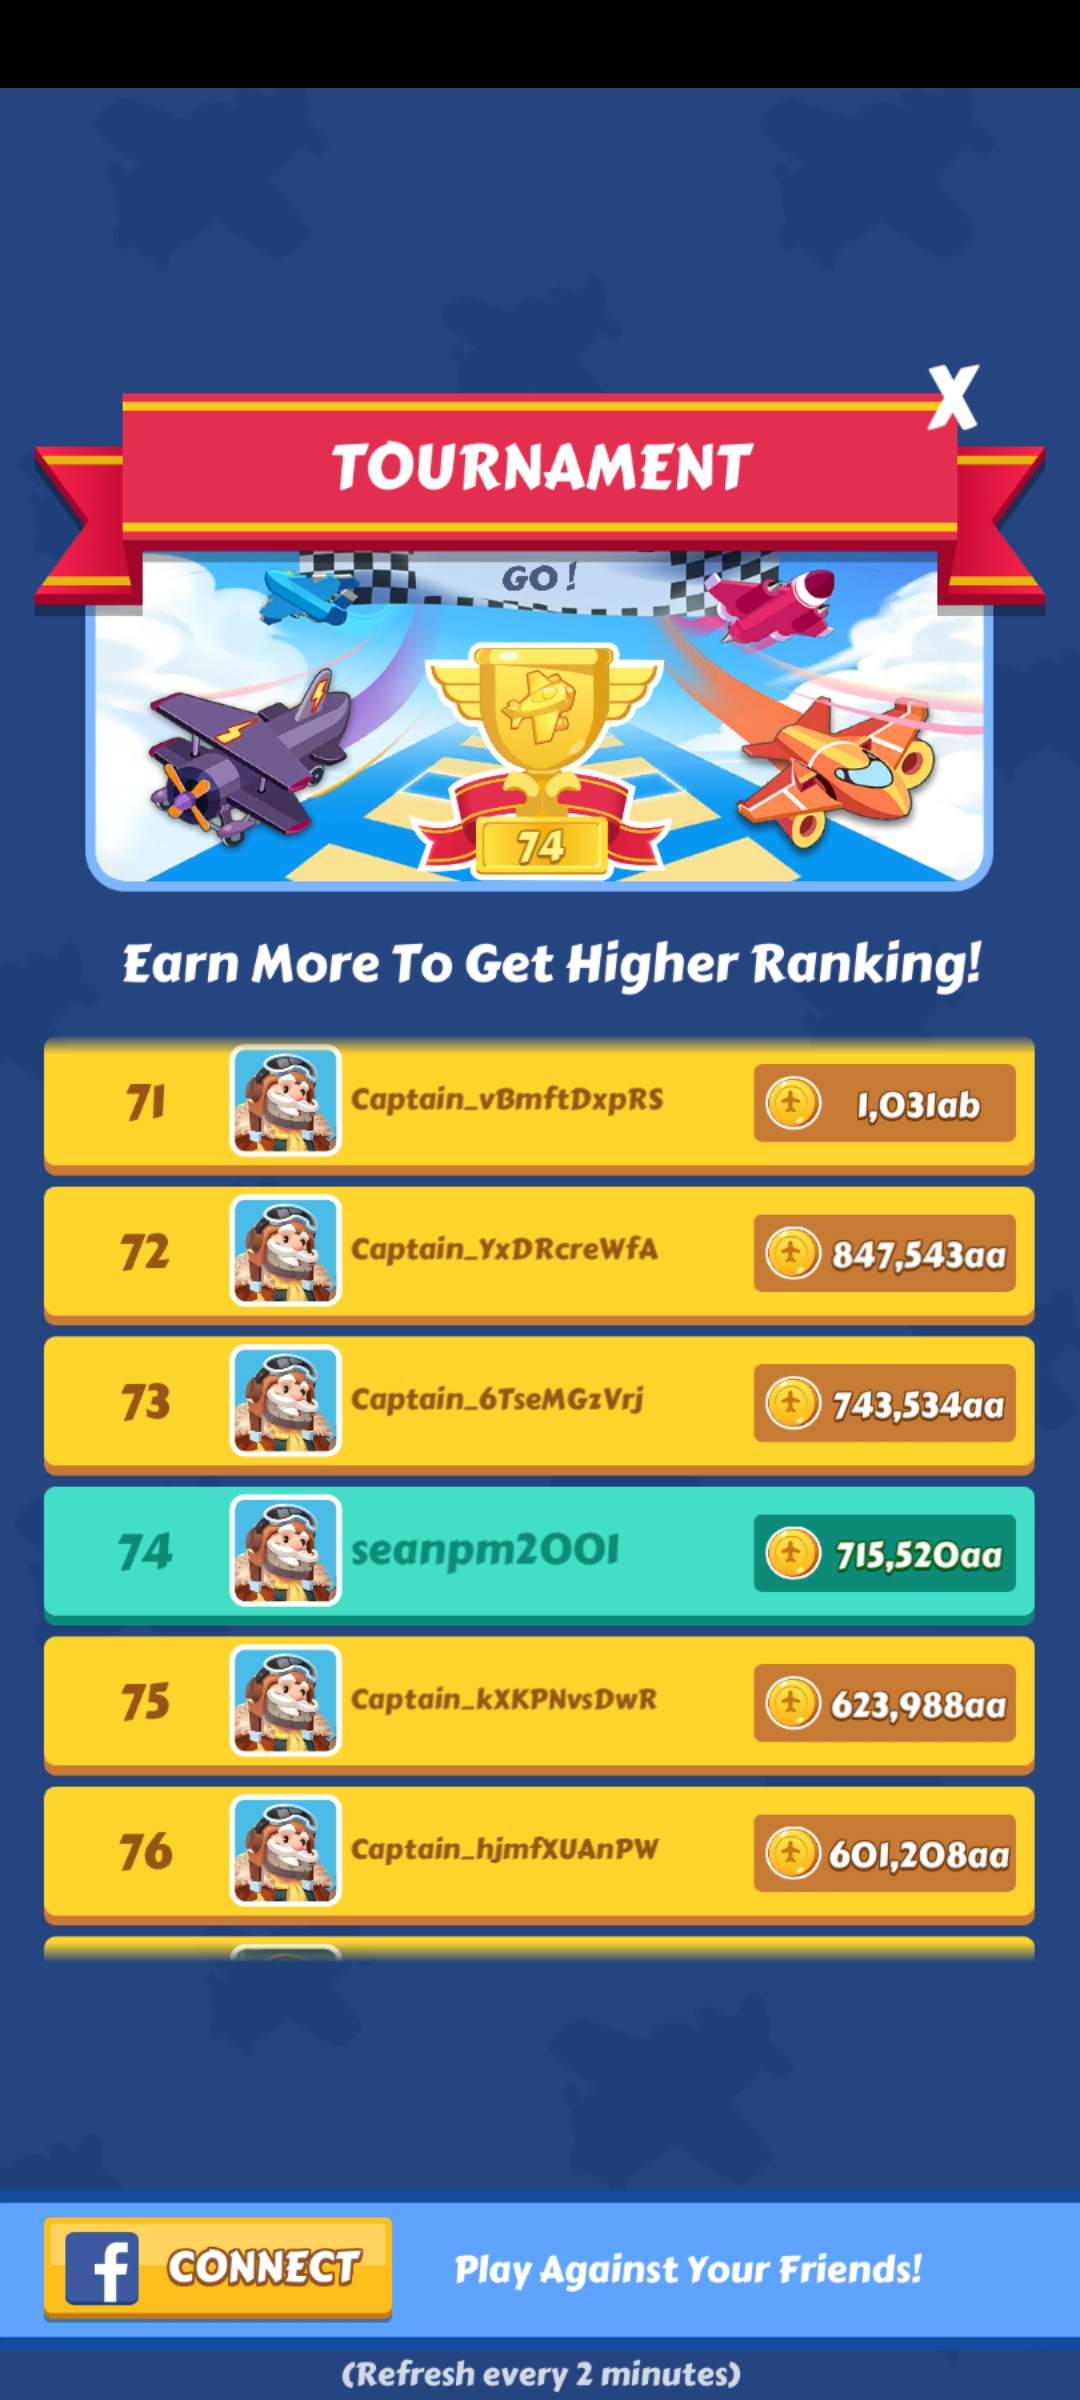 X
TOURNAMENT
GO!
74
Earn More To Get Higher Ranking!
71 Captain_vBmftDxpRS 1,031ab
72 Captain_YxDRcreWfA 847,543aa
73 Captain_6TseMGzVrj 743,534aa
74 seanpm2001 715,520aa
75 Captain_kXKPNvsDwR 623,988aa
76 Captain_hjmfXUAnPW 601,208aa
f CONNECT Play Against Your Friends!
(Refresh every 2 minutes)